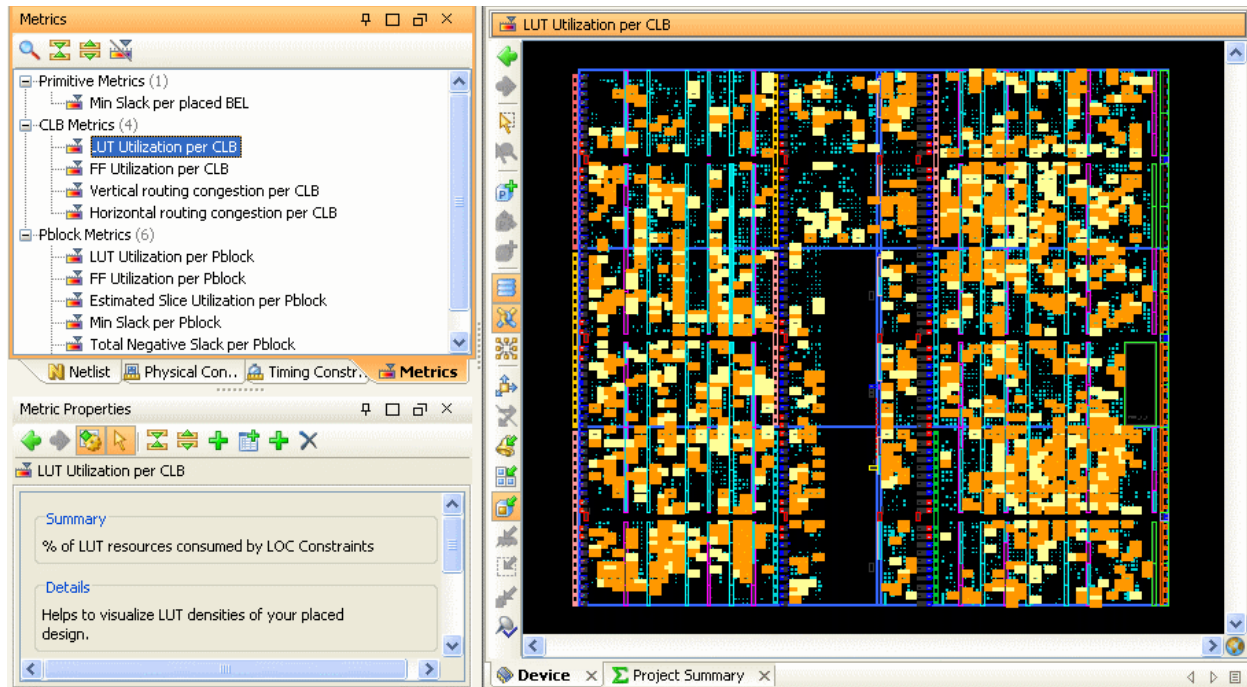 Metrics
Primitive Metrics (1)
Min Slack per placed BEL
CLB Metrics (4)
LUT Utilization per CLB
FF Utilization per CLB
Vertical routing congestion per CLB
Horizontal routing congestion per CLB
Pblock Metrics (6)
LUT Utilization per Pblock
FF Utilization per Pblock
Estimated Slice Utilization per Pblock
Min Slack per Pblock
Total Negative Slack per Pblock
Netlist
Physical Con..
Timing Constr..
Metrics
Metric Properties
LUT Utilization per CLB
Summary
% of LUT resources consumed by LOC Constraints
Details
Helps to visualize LUT densities of your placed
design.
LUT Utilization per CLB
Device
Project Summary